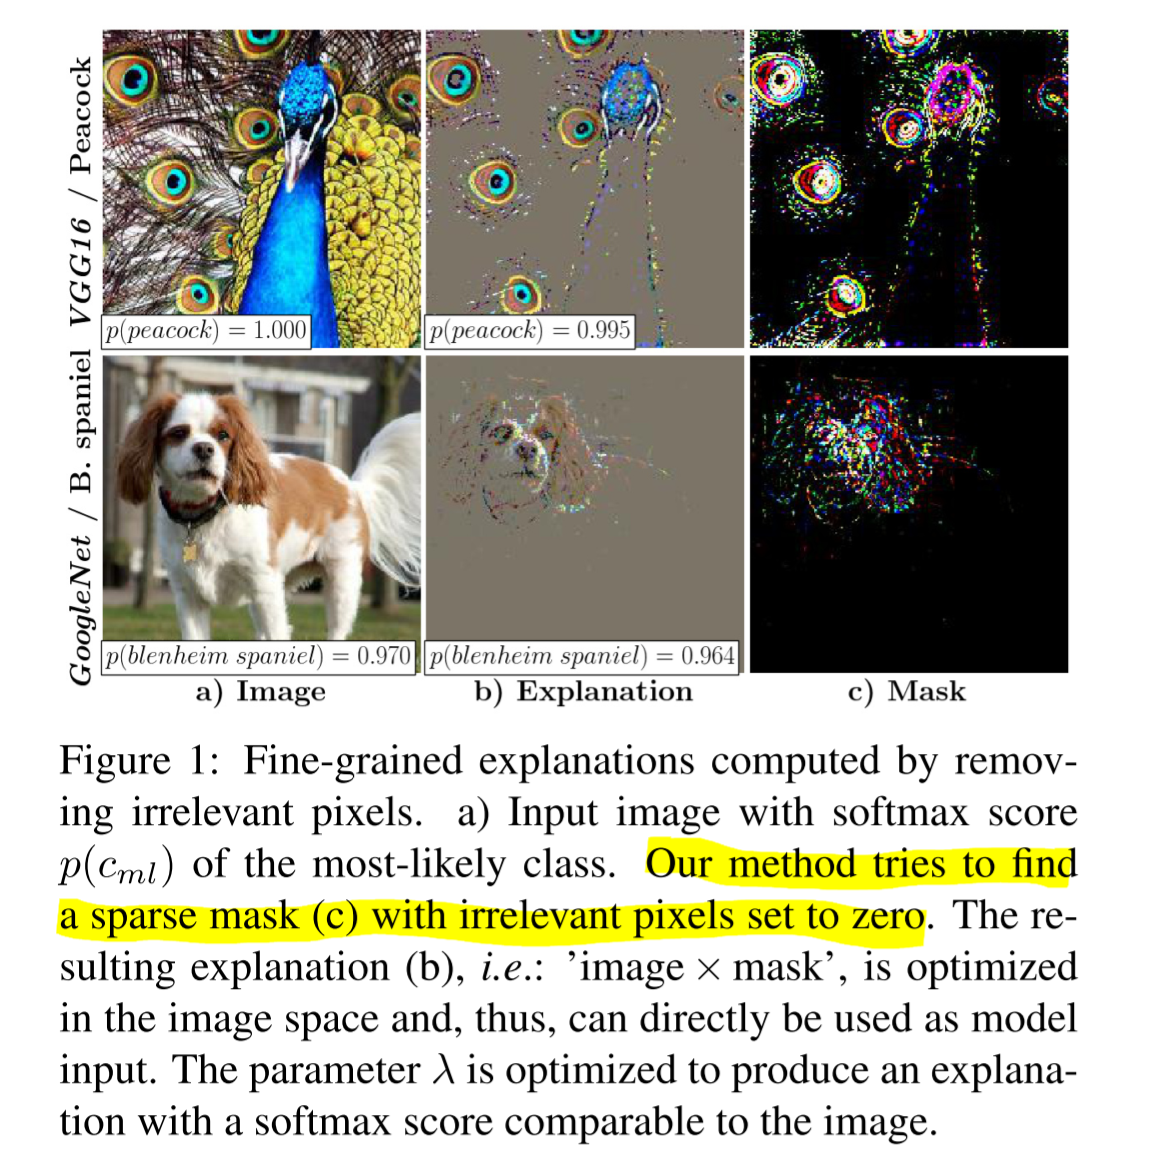 VGG16 / Peacock
p(peacock) = 1.000
p(peacock) = 0.995
GoogleNet / B. spaniel
p(blenheim spaniel) = 0.970
p(blenheim spaniel) = 0.964
a) Image
b) Explanation
c) Mask
Figure 1: Fine-grained explanations computed by remov-
ing irrelevant pixels. a) Input image with softmax score
p(c_{ml}) of the most-likely class. Our method tries to find
a sparse mask (c) with irrelevant pixels set to zero. The re-
sulting explanation (b), i.e.: ’image × mask’, is optimized
in the image space and, thus, can directly be used as model
input. The parameter λ is optimized to produce an explana-
tion with a softmax score comparable to the image.